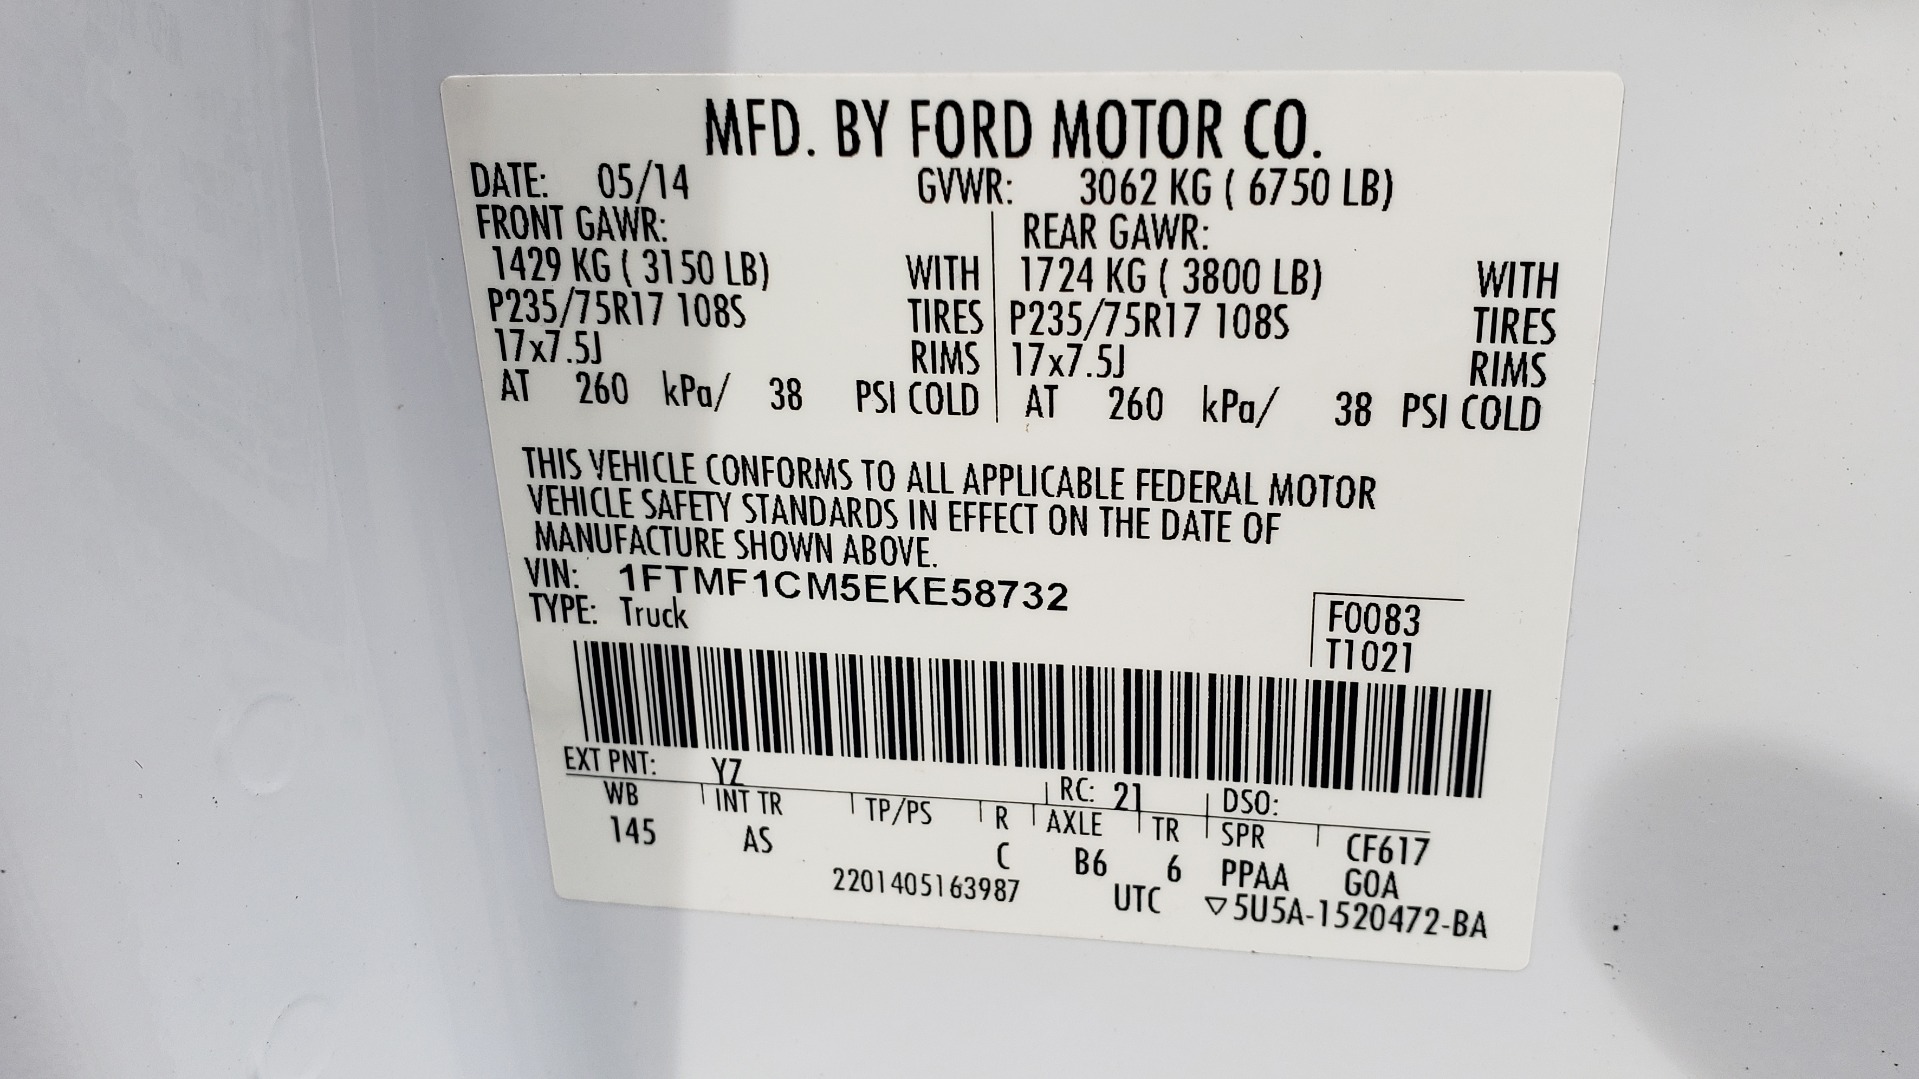 MFD. BY FORD MOTOR CO.
DATE: 05/14 GVWR: 3062 KG ( 6750 LB)
FRONT GAWR: REAR GAWR:
1429 KG ( 3150 LB) WITH 1724 KG ( 3800 LB) WITH
P235/75R17 108S TIRES P235/75R17 108S TIRES
17x7.5J RIMS 17x7.5J RIMS
AT 260 kPa/ 38 PSI COLD AT 260 kPa/ 38 PSI COLD
THIS VEHICLE CONFORMS TO ALL APPLICABLE FEDERAL MOTOR
VEHICLE SAFETY STANDARDS IN EFFECT ON THE DATE OF
MANUFACTURE SHOWN ABOVE.
VIN: 1FTMF1CM5EKE58732
TYPE: Truck
F0083
T1021
EXT PNT: YZ RC: 21 DSO:
WB INT TR TP/PS R AXLE TR SPR CF617
145 AS C B6 6 PPAA GOA
2201405163987 UTC ▽5U5A-1520472-BA